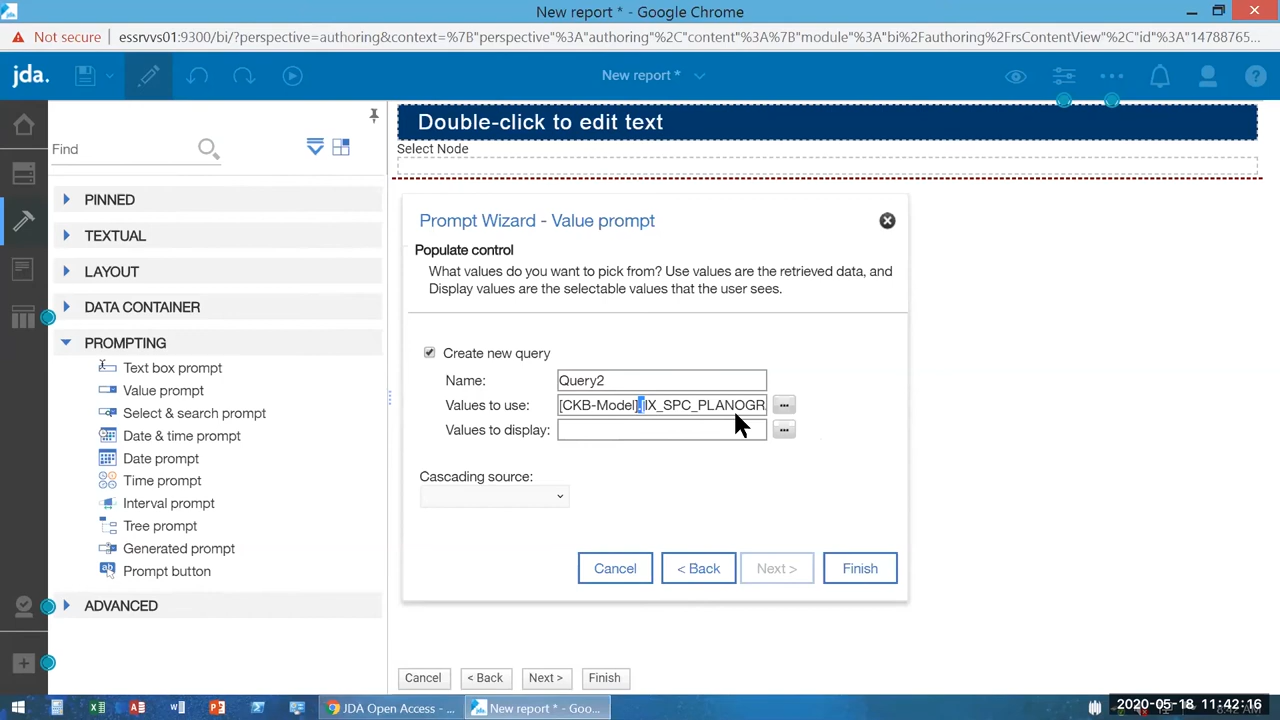 New report * - Google Chrome
Not secure essrvvs01:9300/bi/?perspective=authoring&context=%7B"perspective"%3A"authoring"%2C"content"%3A%7B"module"%3A"bi%2Fauthoring%2FrsContentView"%2C"id"%3A"14788765...
jda. New report *
Double-click to edit text
Select Node
Find
PINNED
TEXTUAL
LAYOUT
DATA CONTAINER
PROMPTING
Text box prompt
Value prompt
Select & search prompt
Date & time prompt
Date prompt
Time prompt
Interval prompt
Tree prompt
Generated prompt
Prompt button
ADVANCED
Prompt Wizard - Value prompt
Populate control
What values do you want to pick from? Use values are the retrieved data, and
Display values are the selectable values that the user sees.
Create new query
Name: Query2
Values to use: ...
Values to display: ...
Cascading source:
Cancel < Back Next > Finish
Cancel < Back Next > Finish
JDA Open Access - ... New report * - Goo...
2020-05-18 11:42:16